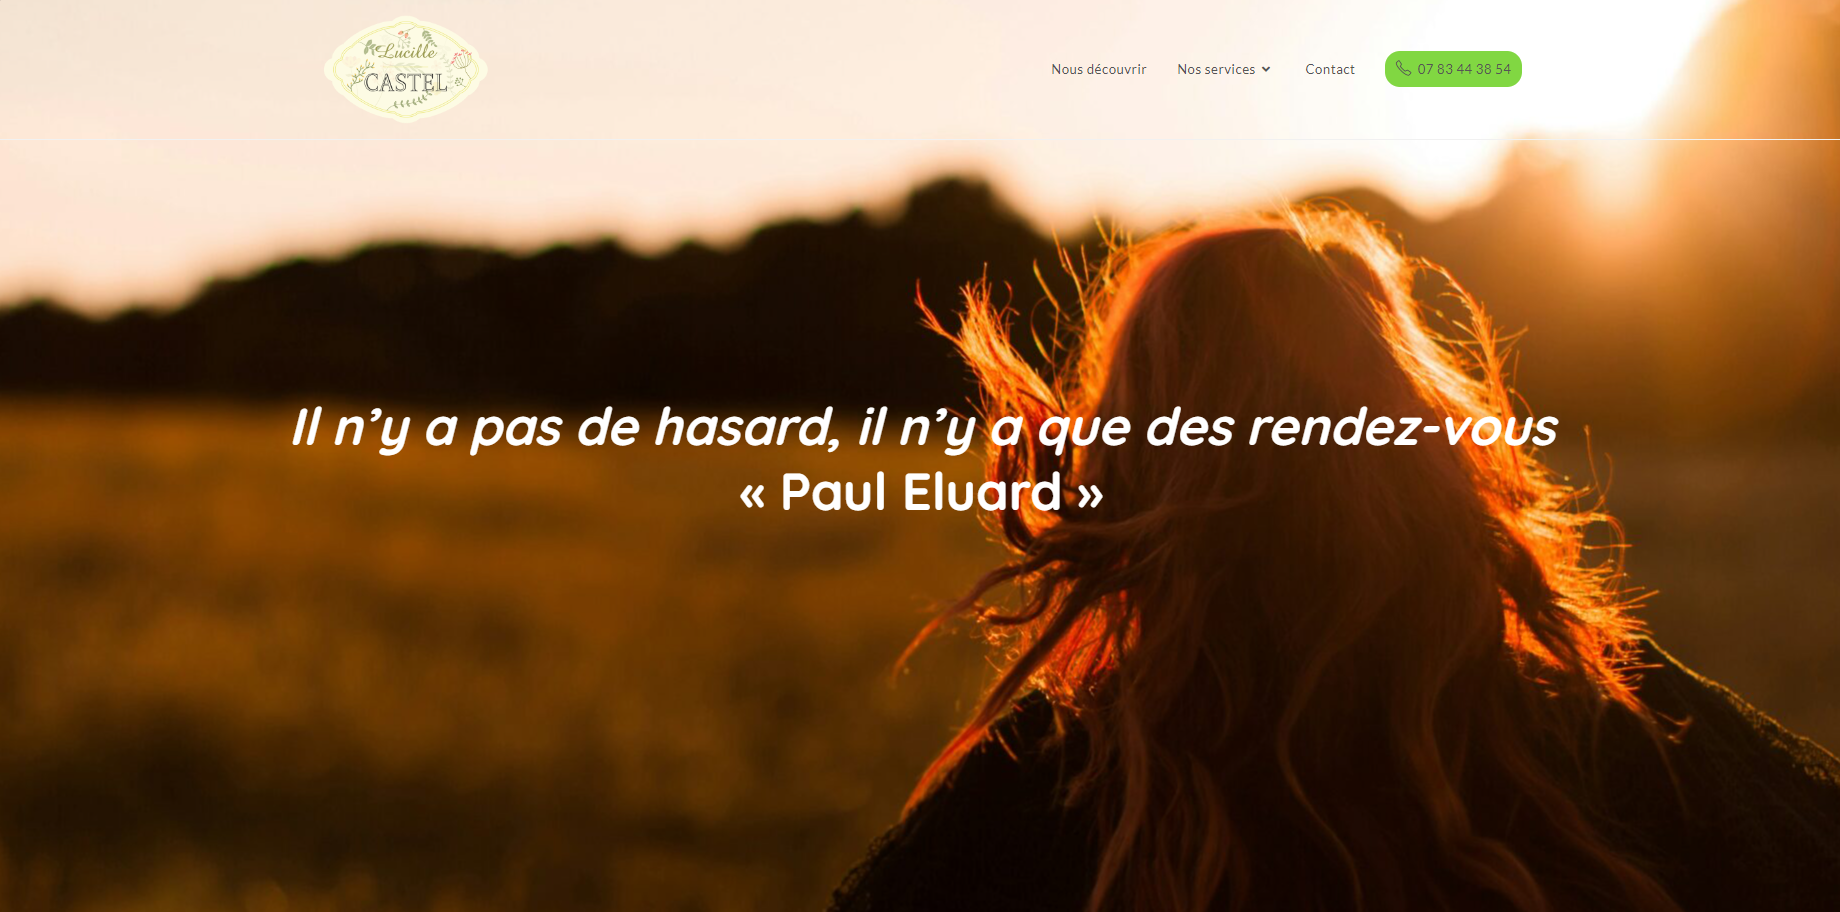 Lucille
CASTEL
Nous découvrir
Nos services
Contact
07 83 44 38 54
Il n’y a pas de hasard, il n’y a que des rendez-vous
« Paul Eluard »